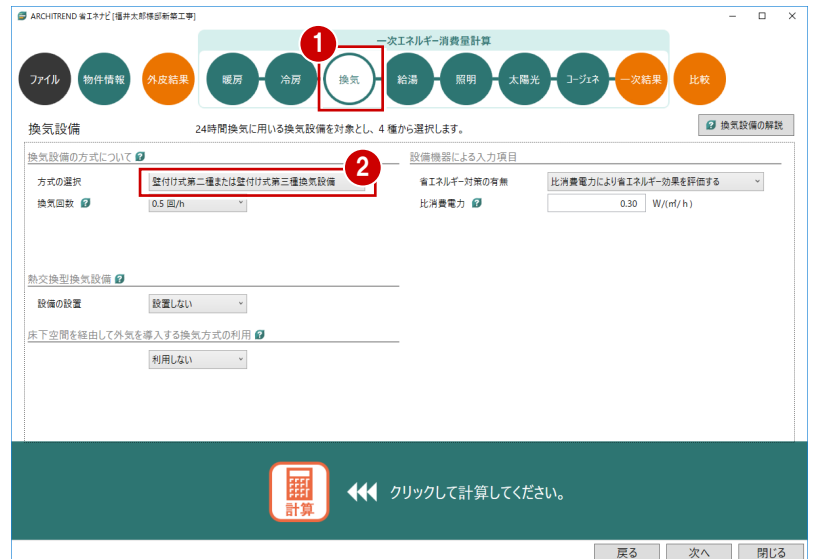 ARCHITREND 省エネナビ [福井太郎様邸新築工事]
一次エネルギー消費量計算
1
ファイル 物件情報 外皮結果 暖房 冷房 換気 給湯 照明 太陽光 コージェネ 一次結果 比較
換気設備 24時間換気に用いる換気設備を対象とし、4 種から選択します。 換気設備の解説
換気設備の方式について 設備機器による入力項目
2
方式の選択 壁付け式第二種または壁付け式第三種換気設備 省エネルギー対策の有無 比消費電力により省エネルギー効果を評価する
換気回数 0.5 回/h 比消費電力 0.30 W/(㎥/h)
熱交換型換気設備
設備の設置 設置しない
床下空間を経由して外気を導入する換気方式の利用
利用しない
計算 クリックして計算してください。
戻る 次へ 閉じる